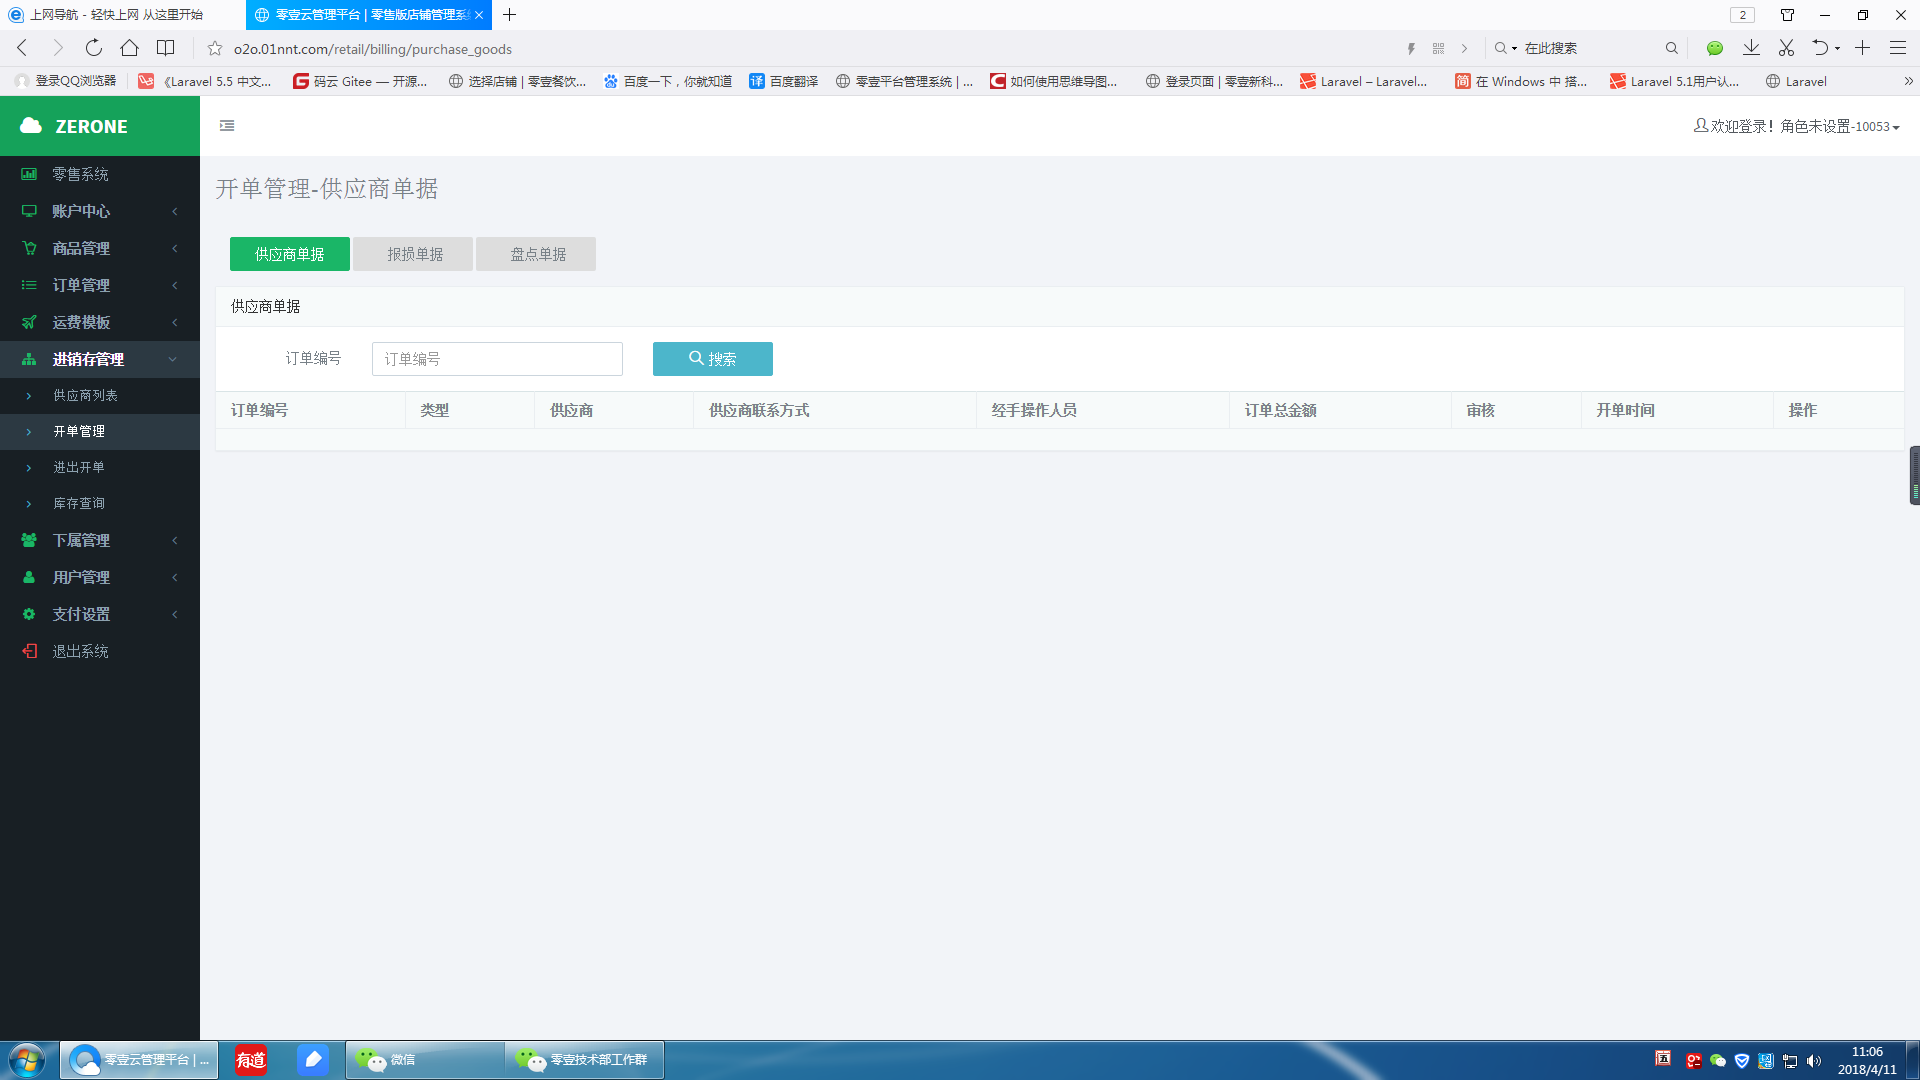 上网导航 - 轻快上网 从这里开始
零壹云管理平台 | 零售版店铺管理系
2
o2o.01nnt.com/retail/billing/purchase_goods
在此搜索
登录QQ浏览器
《Laravel 5.5 中文...
码云 Gitee — 开源...
选择店铺 | 零壹餐饮...
百度一下，你就知道
百度翻译
零壹平台管理系统 | ...
如何使用思维导图...
登录页面 | 零壹新科...
Laravel – Laravel...
在 Windows 中 搭...
Laravel 5.1用户认...
Laravel
ZERONE
欢迎登录！角色未设置-10053
零售系统
账户中心
商品管理
订单管理
运费模板
进销存管理
供应商列表
开单管理
进出开单
库存查询
下属管理
用户管理
支付设置
退出系统
开单管理-供应商单据
供应商单据
报损单据
盘点单据
供应商单据
订单编号
订单编号
搜索
订单编号
类型
供应商
供应商联系方式
经手操作人员
订单总金额
审核
开单时间
操作
零壹云管理平台 | ...
有道
微信
零壹技术部工作群
11:06
2018/4/11